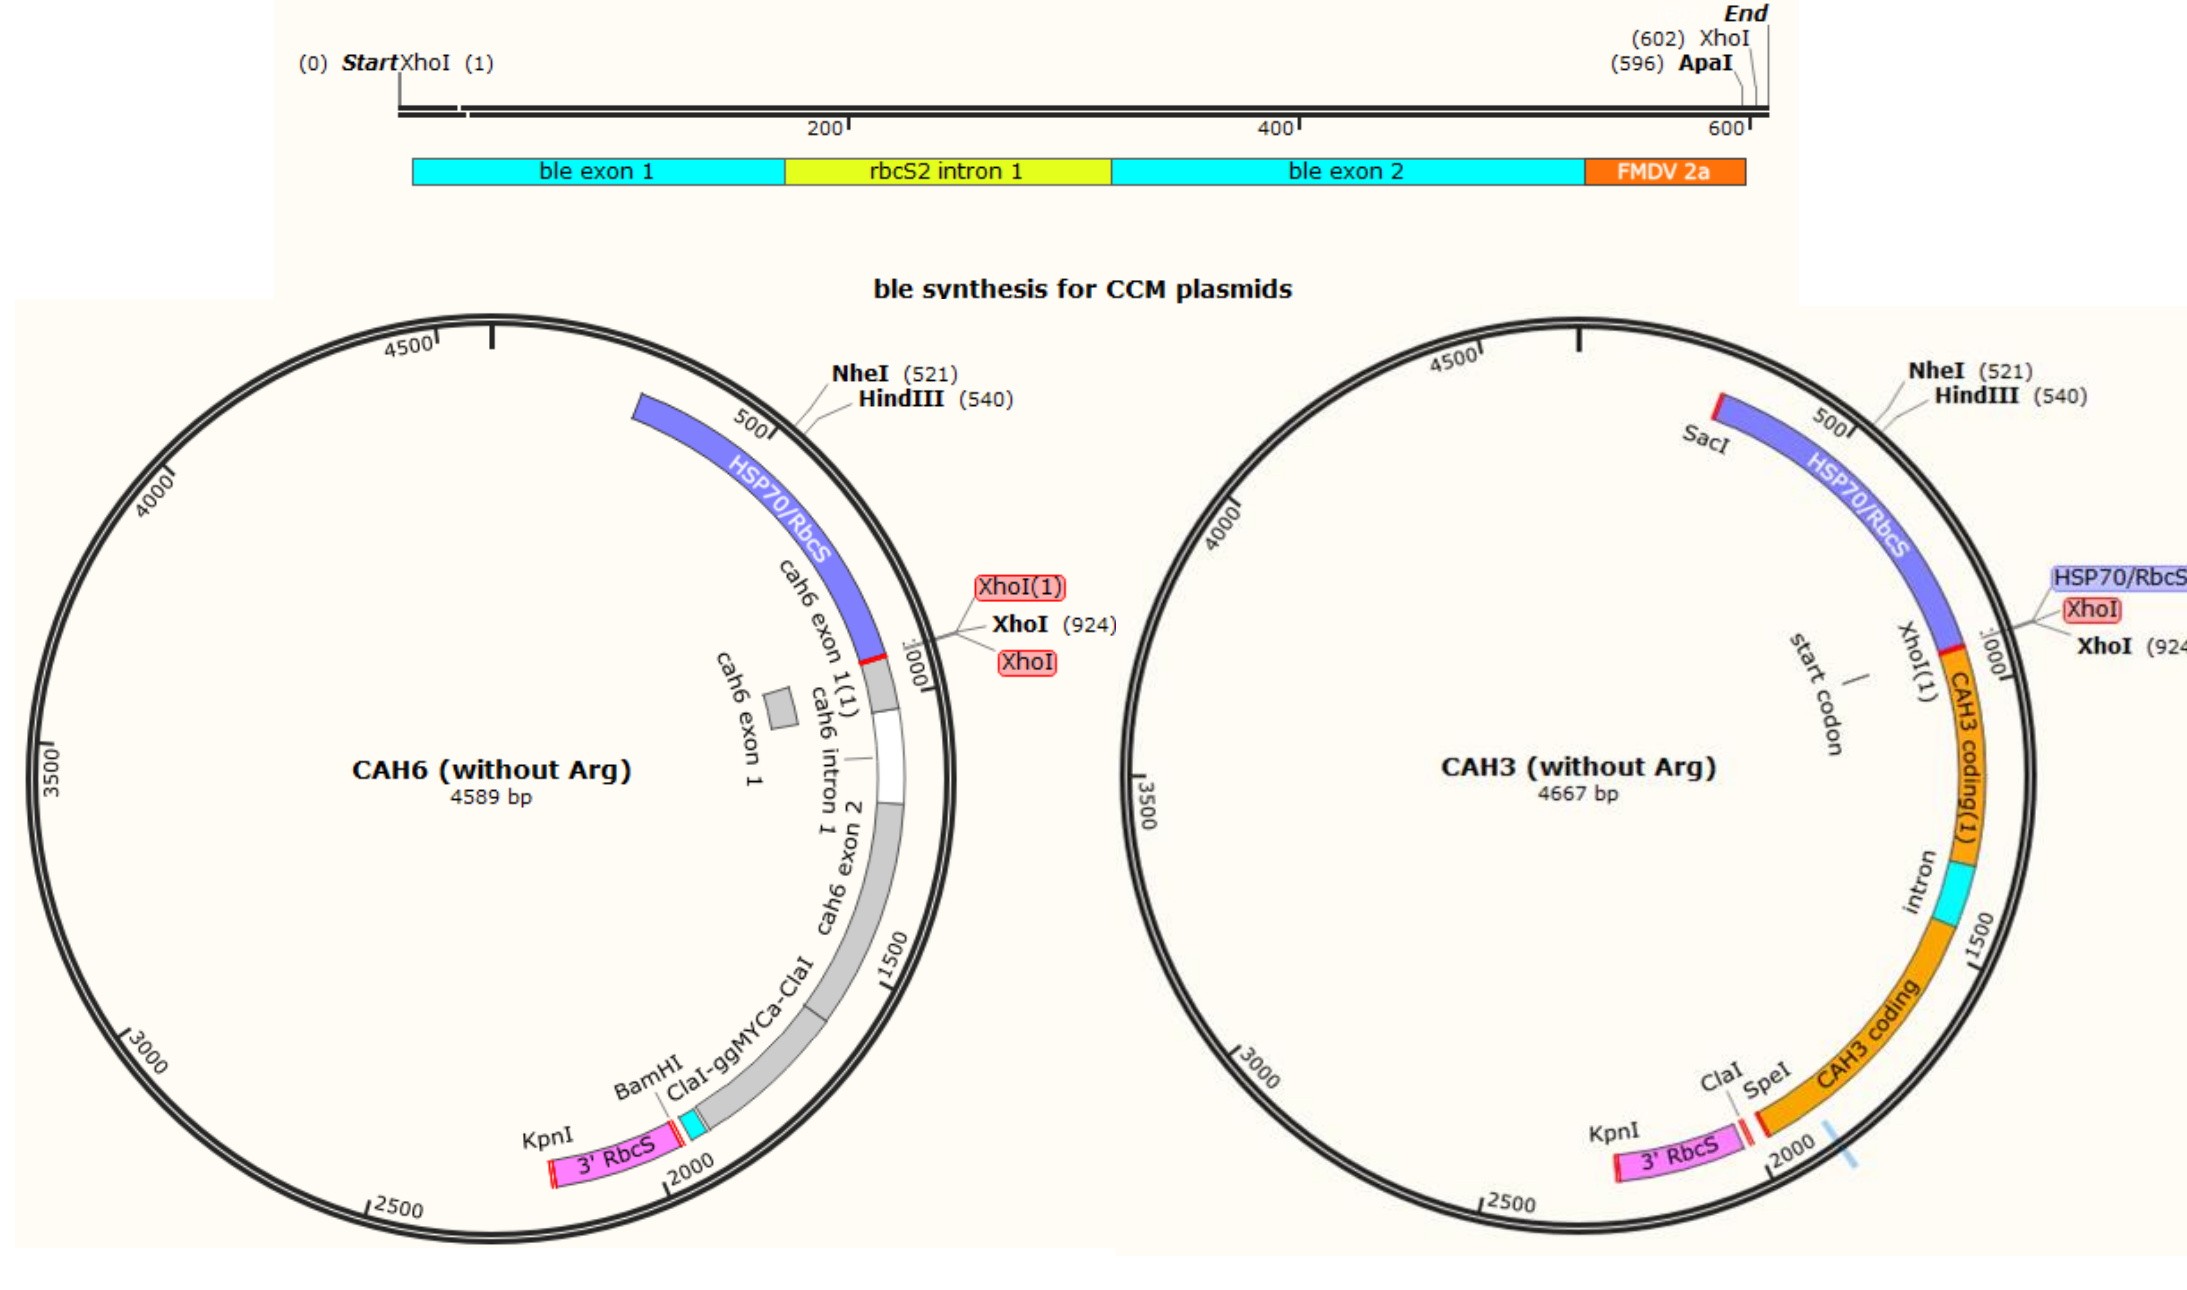 End
(602) XhoI
(0) Start XhoI (1)
(596) ApaI
200
400
600
ble exon 1
rbcS2 intron 1
ble exon 2
FMDV 2a
ble synthesis for CCM plasmids
4500
NheI (521)
HindIII (540)
500
HSP70/RbcS
4000
XhoI(1)
XhoI (924)
XhoI
1000
cah6 exon 1(1)
cah6 exon 1
cah6 intron 1
CAH6 (without Arg)
4589 bp
3500
cah6 exon 2
1500
ClaI-ggMYCa-ClaI
BamHI
KpnI
3' RbcS
3000
2000
2500
4500
NheI (521)
HindIII (540)
500
SacI
HSP70/RbcS
4000
HSP70/RbcS
XhoI
XhoI (924
1000
XhoI(1)
start codon
CAH3 coding(1)
CAH3 (without Arg)
4667 bp
3500
intron
1500
CAH3 coding
SpeI
ClaI
KpnI
3' RbcS
3000
2000
2500